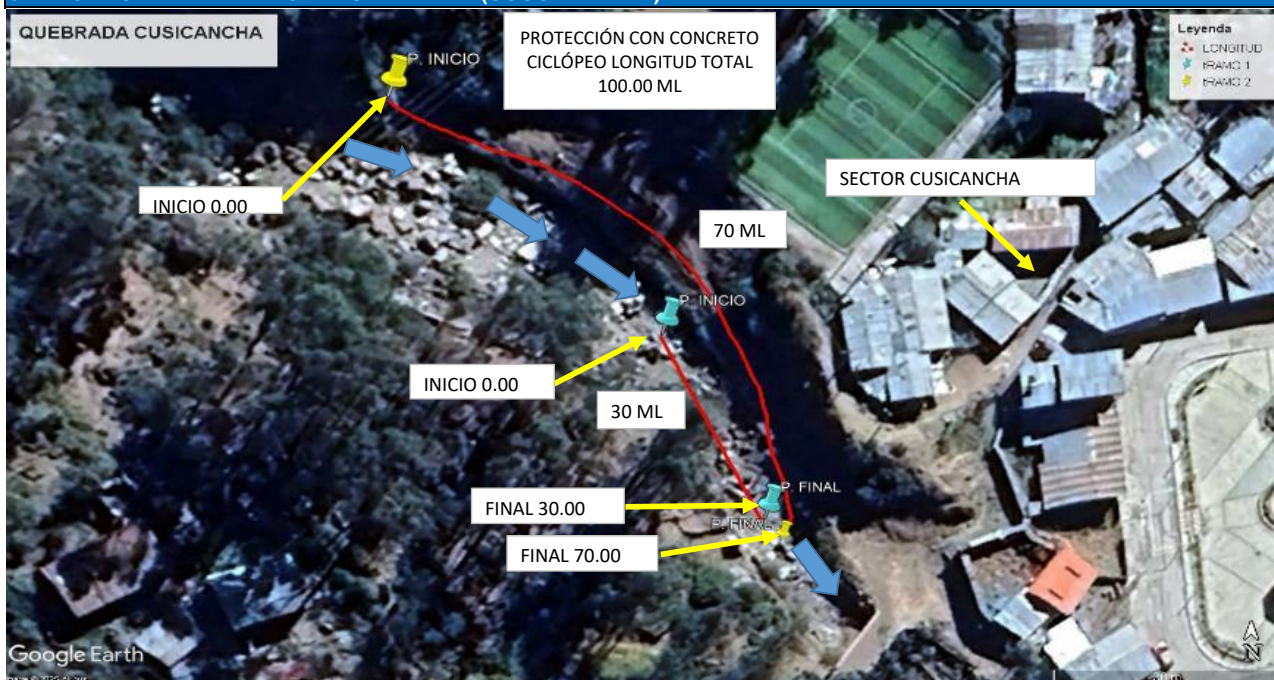 QUEBRADA CUSICANCHA
P. INICIO
PROTECCIÓN CON CONCRETO
CICLÓPEO LONGITUD TOTAL
100.00 ML
Leyenda
LONGITUD
TRAMO 1
TRAMO 2
INICIO 0.00
SECTOR CUSICANCHA
70 ML
P. INICIO
INICIO 0.00
30 ML
P. FINAL
FINAL 30.00
P. FINAL
FINAL 70.00
Google Earth
N